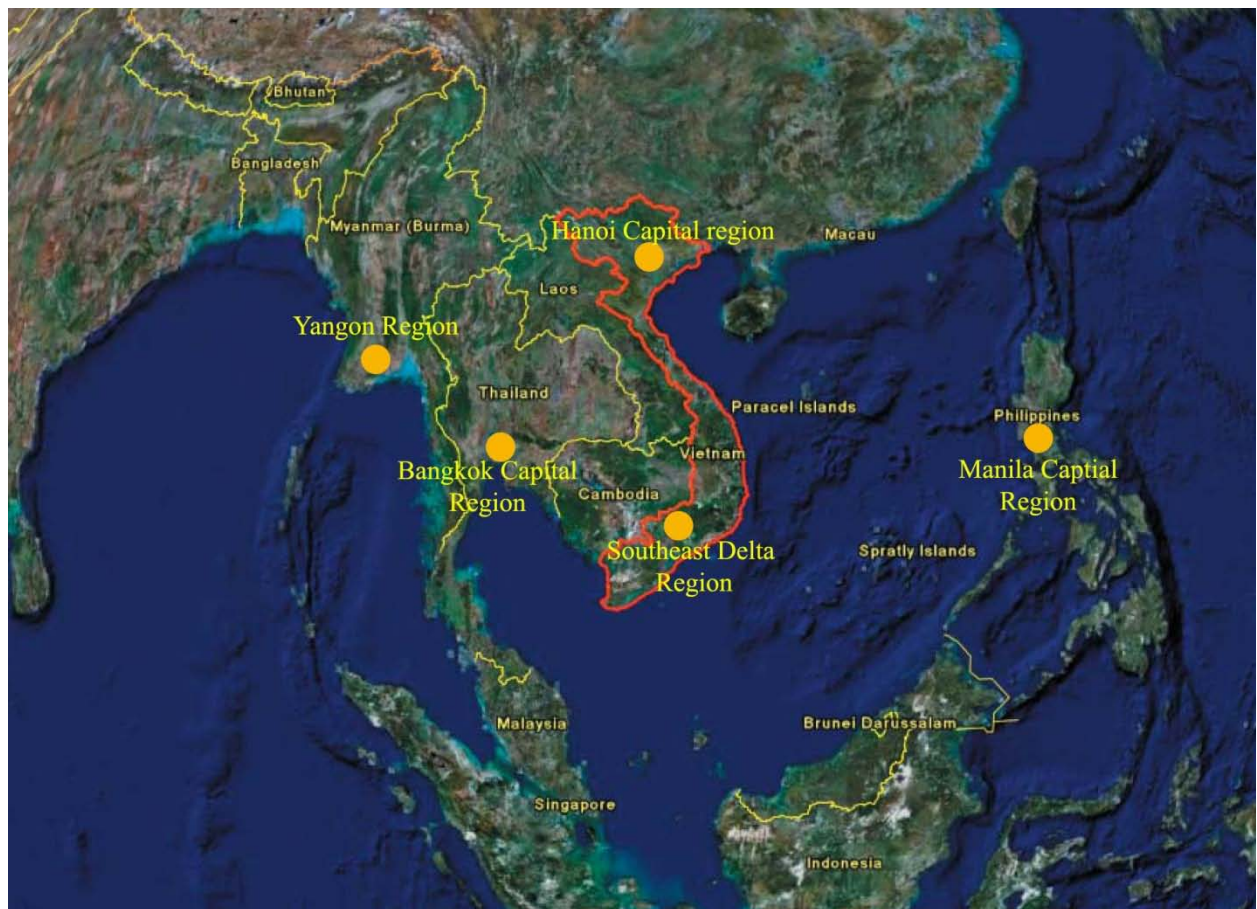 Bhutan
Bangladesh
Myanmar (Burma)
Hanoi Capital region
Macau
Laos
Yangon Region
Thailand
Paracel Islands
Philippines
Vietnam
Bangkok Capital
Region
Manila Captial
Region
Cambodia
Southeast Delta
Region
Spratly Islands
Malaysia
Brunei Darussalam
Singapore
Indonesia